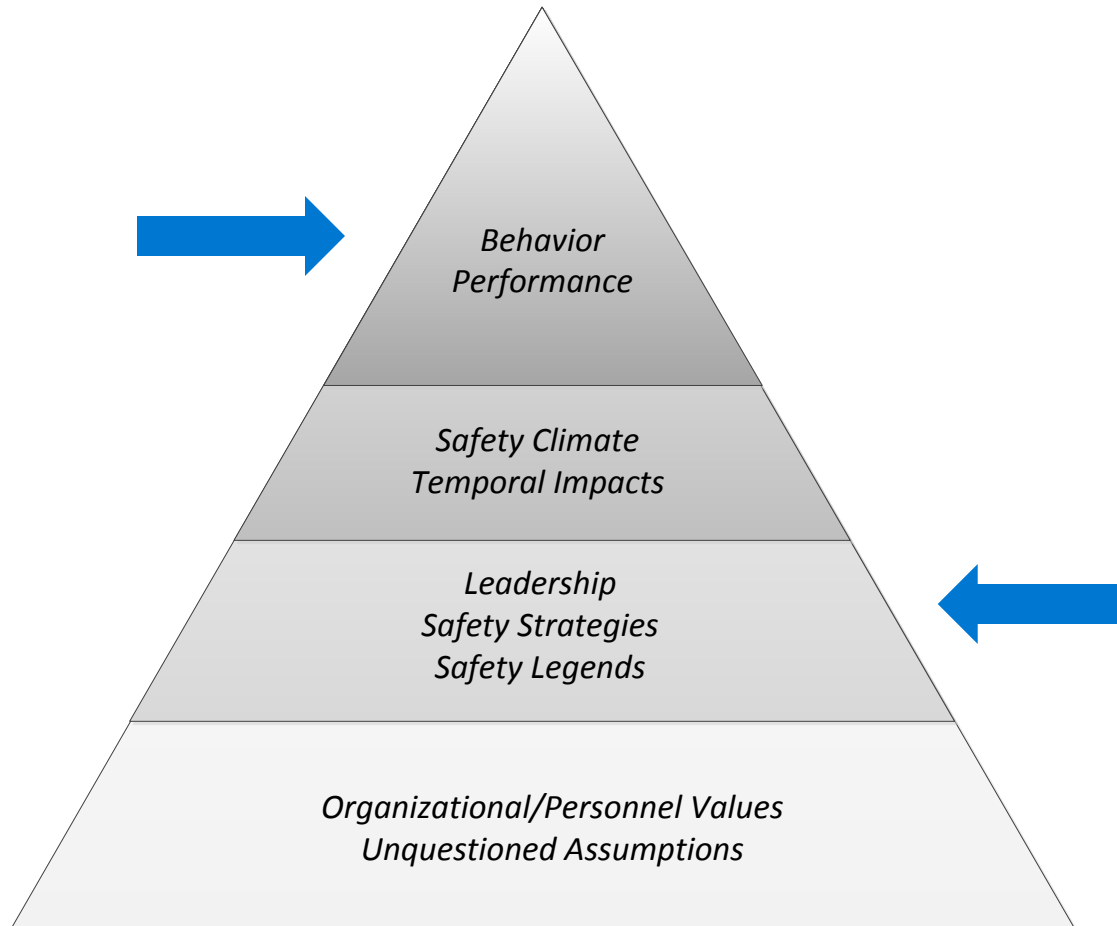 Behavior
Performance
Safety Climate
Temporal Impacts
Leadership
Safety Strategies
Safety Legends
Organizational/Personnel Values
Unquestioned Assumptions